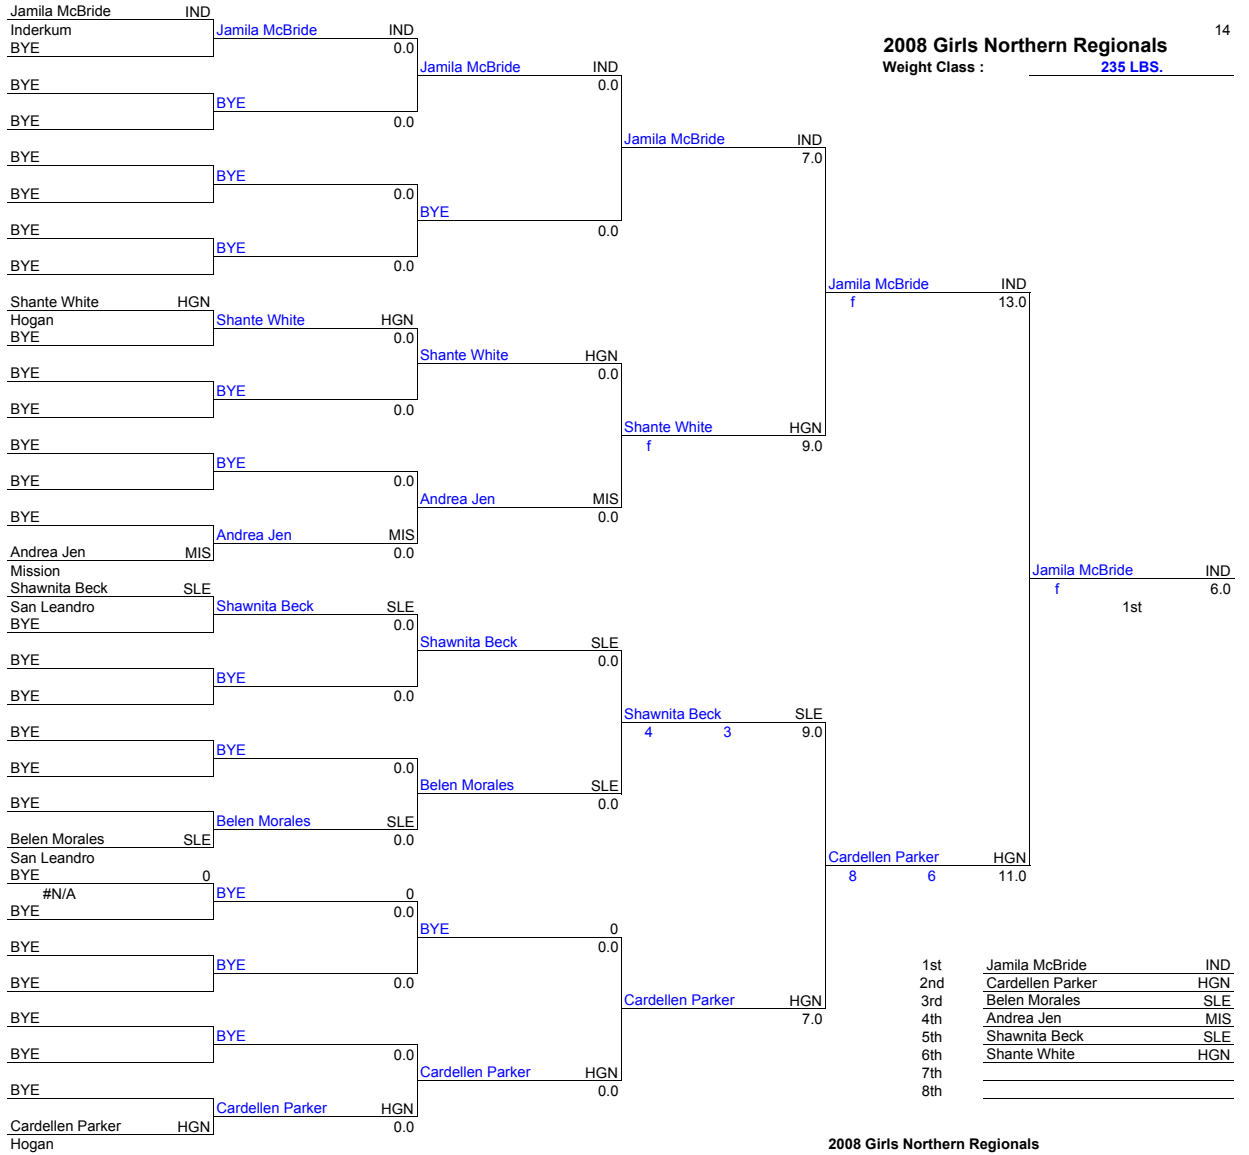 Jamila McBride IND
14
Inderkum Jamila McBride IND
BYE 0.0
2008 Girls Northern Regionals
Jamila McBride IND
Weight Class : 235 LBS.
BYE 0.0
BYE
BYE 0.0
Jamila McBride IND
BYE 7.0
BYE
BYE 0.0
BYE
BYE 0.0
BYE
BYE 0.0
Jamila McBride IND
Shante White HGN f 13.0
Hogan Shante White HGN
BYE 0.0
Shante White HGN
BYE 0.0
BYE
BYE 0.0
Shante White HGN
BYE f 9.0
BYE
BYE 0.0
Andrea Jen MIS
BYE 0.0
Andrea Jen MIS
Andrea Jen MIS 0.0
Mission Jamila McBride IND
Shawnita Beck SLE f 6.0
San Leandro Shawnita Beck SLE 1st
BYE 0.0
Shawnita Beck SLE
BYE 0.0
BYE
BYE 0.0
Shawnita Beck SLE
BYE 4 3 9.0
BYE
BYE 0.0
Belen Morales SLE
BYE 0.0
Belen Morales SLE
Belen Morales SLE 0.0
San Leandro Cardellen Parker HGN
BYE 0 8 6 11.0
#N/A BYE 0
BYE 0.0
BYE 0
BYE 0.0
BYE 1st Jamila McBride IND
BYE 0.0 2nd Cardellen Parker HGN
Cardellen Parker HGN 3rd Belen Morales SLE
BYE 7.0 4th Andrea Jen MIS
BYE 5th Shawnita Beck SLE
BYE 0.0 6th Shante White HGN
Cardellen Parker HGN 7th
BYE 0.0 8th
Cardellen Parker HGN
Cardellen Parker HGN 0.0
Hogan 2008 Girls Northern Regionals